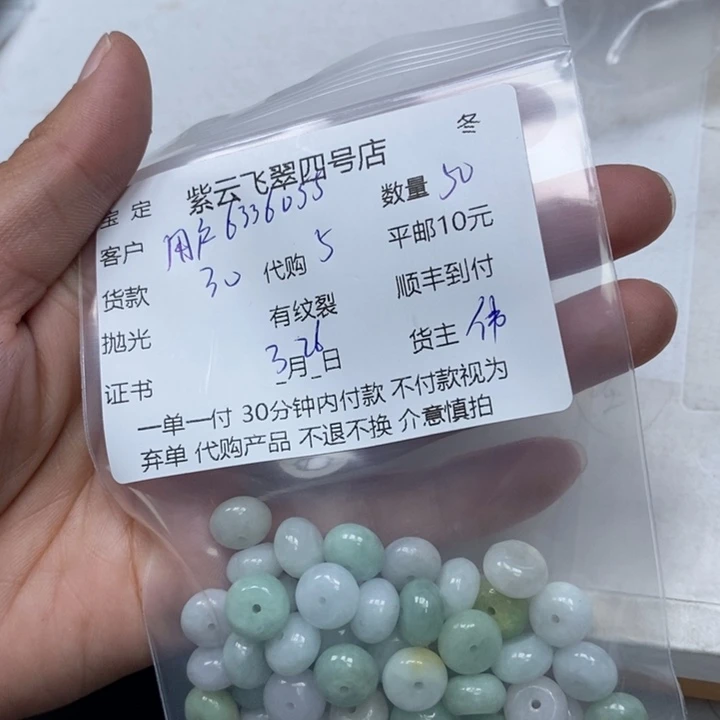 冬
紫云飞翠四号店
宝定
客户 用户6336055 数量 50
货款 30 代购 5 平邮10元
抛光 有纹裂 顺丰到付
证书 3月26日 货主 伟
一单一付 30分钟内付款 不付款视为
弃单 代购产品 不退不换 介意慎拍